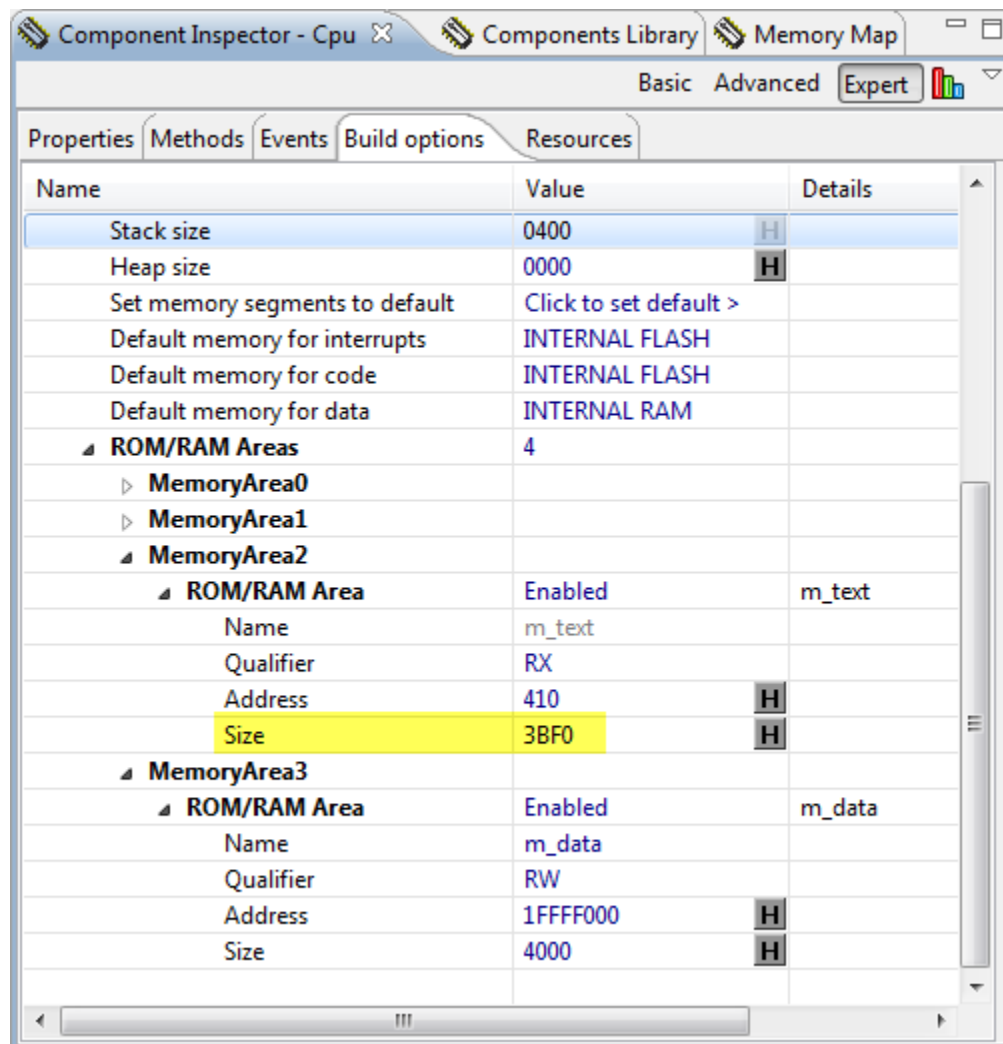 Component Inspector - Cpu Components Library Memory Map
Basic Advanced Expert
Properties Methods Events Build options Resources
Name Value Details
Stack size 0400 H
Heap size 0000 H
Set memory segments to default Click to set default >
Default memory for interrupts INTERNAL FLASH
Default memory for code INTERNAL FLASH
Default memory for data INTERNAL RAM
ROM/RAM Areas 4
MemoryArea0
MemoryArea1
MemoryArea2
ROM/RAM Area Enabled m_text
Name m_text
Qualifier RX
Address 410 H
Size 3BF0 H
MemoryArea3
ROM/RAM Area Enabled m_data
Name m_data
Qualifier RW
Address 1FFFF000 H
Size 4000 H